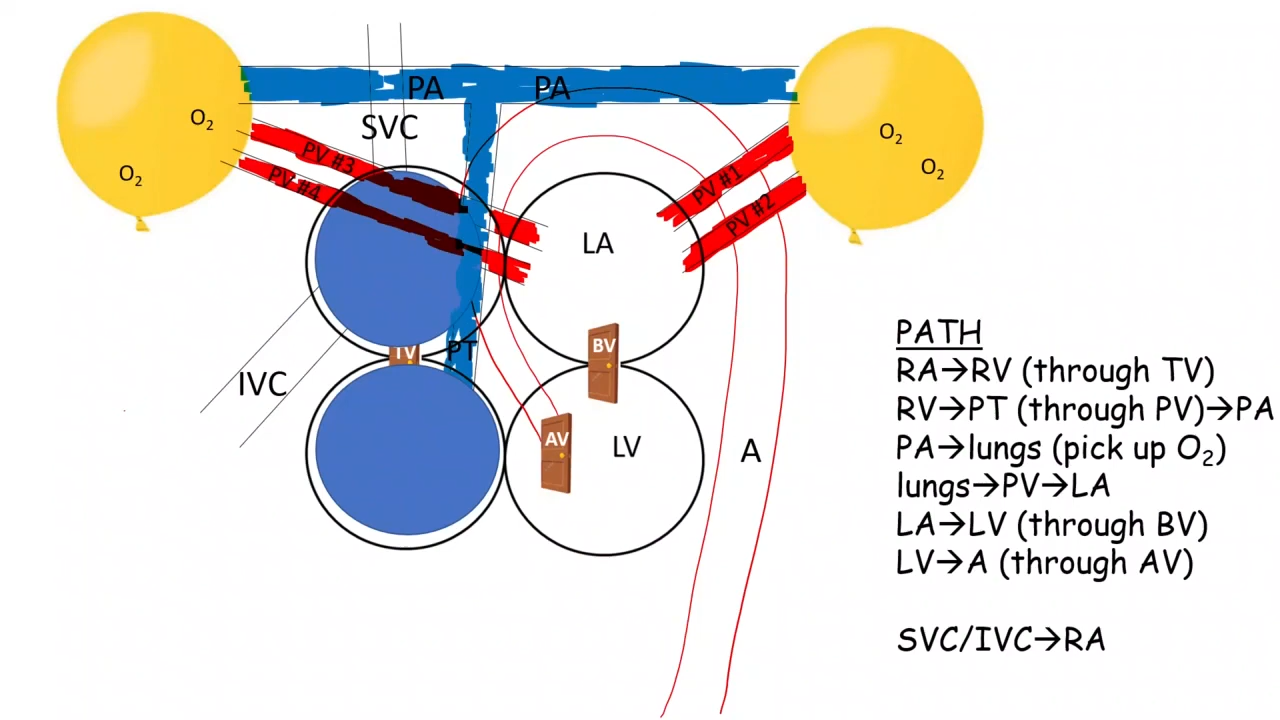 PA
PA
SVC
O₂
O₂
O₂
O₂
PV #3
PV #4
PV #1
PV #2
LA
TV
PT
BV
IVC
AV
LV
A
PATH
RA→RV (through TV)
RV→PT (through PV)→PA
PA→lungs (pick up O₂)
lungs→PV→LA
LA→LV (through BV)
LV→A (through AV)
SVC/IVC→RA